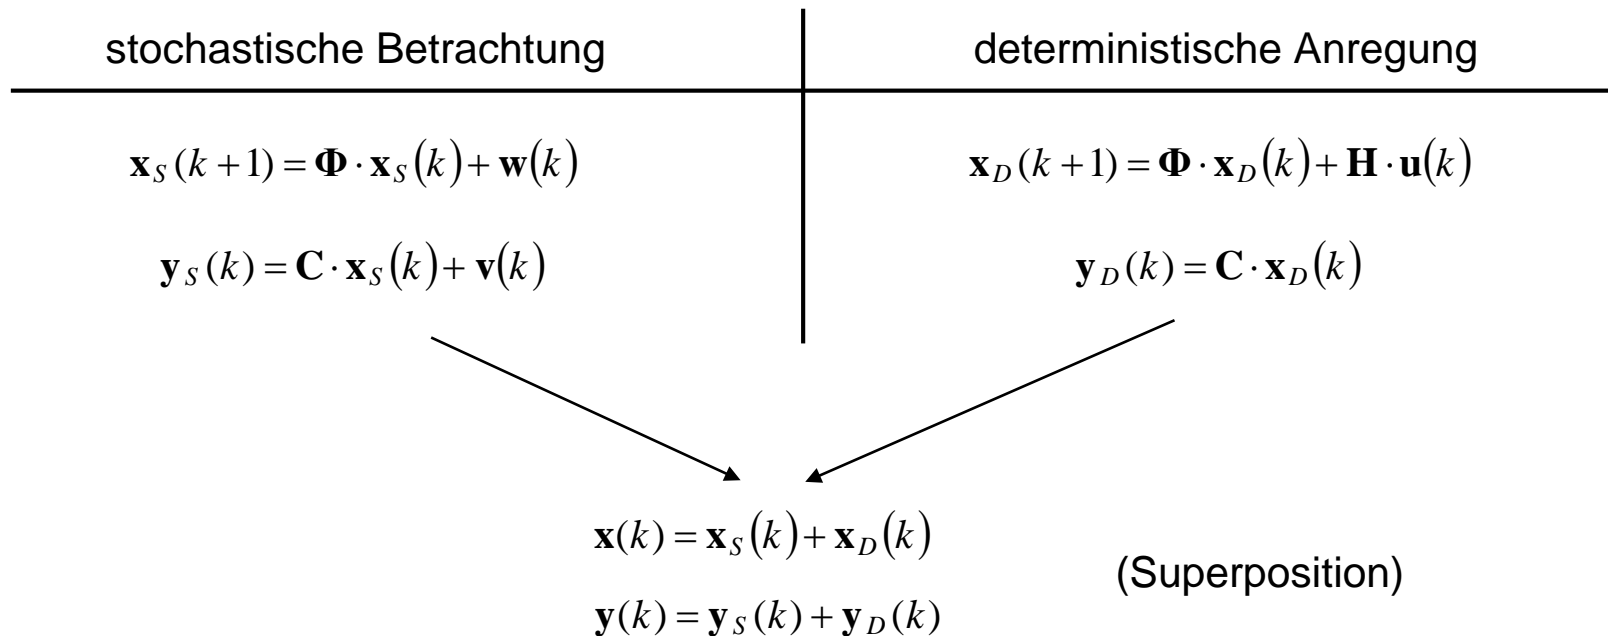 stochastische Betrachtung
deterministische Anregung
𝐱_S(k+1) = 𝚽 · 𝐱_S(k) + 𝐰(k)
𝐱_D(k+1) = 𝚽 · 𝐱_D(k) + 𝐇 · 𝐮(k)
𝐲_S(k) = 𝐂 · 𝐱_S(k) + 𝐯(k)
𝐲_D(k) = 𝐂 · 𝐱_D(k)
𝐱(k) = 𝐱_S(k) + 𝐱_D(k)
(Superposition)
𝐲(k) = 𝐲_S(k) + 𝐲_D(k)